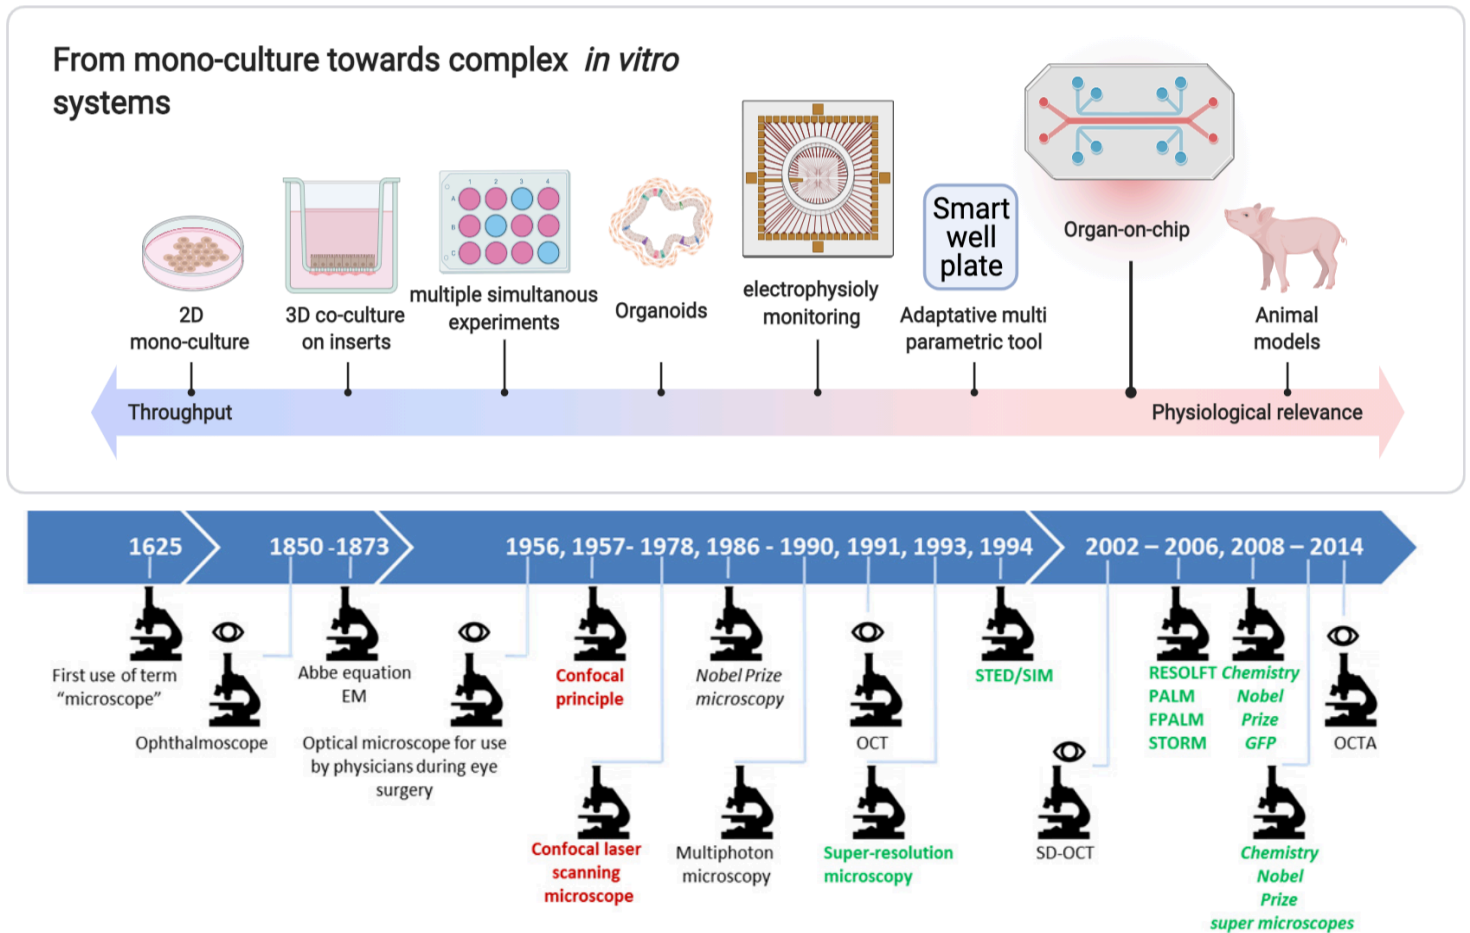 From mono-culture towards complex in vitro
systems
2D
mono-culture
3D co-culture
on inserts
1 2 3 4
A
B
C
multiple simultanous
experiments
Organoids
electrophysioly
monitoring
Smart
well
plate
Adaptative multi
parametric tool
Organ-on-chip
Animal
models
Throughput
Physiological relevance
1625
1850 -1873
1956, 1957- 1978, 1986 - 1990, 1991, 1993, 1994
2002 – 2006, 2008 – 2014
First use of term
“microscope”
Ophthalmoscope
Abbe equation
EM
Optical microscope for use
by physicians during eye
surgery
Confocal
principle
Confocal laser
scanning
microscope
Nobel Prize
microscopy
Multiphoton
microscopy
OCT
Super-resolution
microscopy
STED/SIM
SD-OCT
RESOLFT
PALM
FPALM
STORM
Chemistry
Nobel
Prize
GFP
Chemistry
Nobel
Prize
super microscopes
OCTA